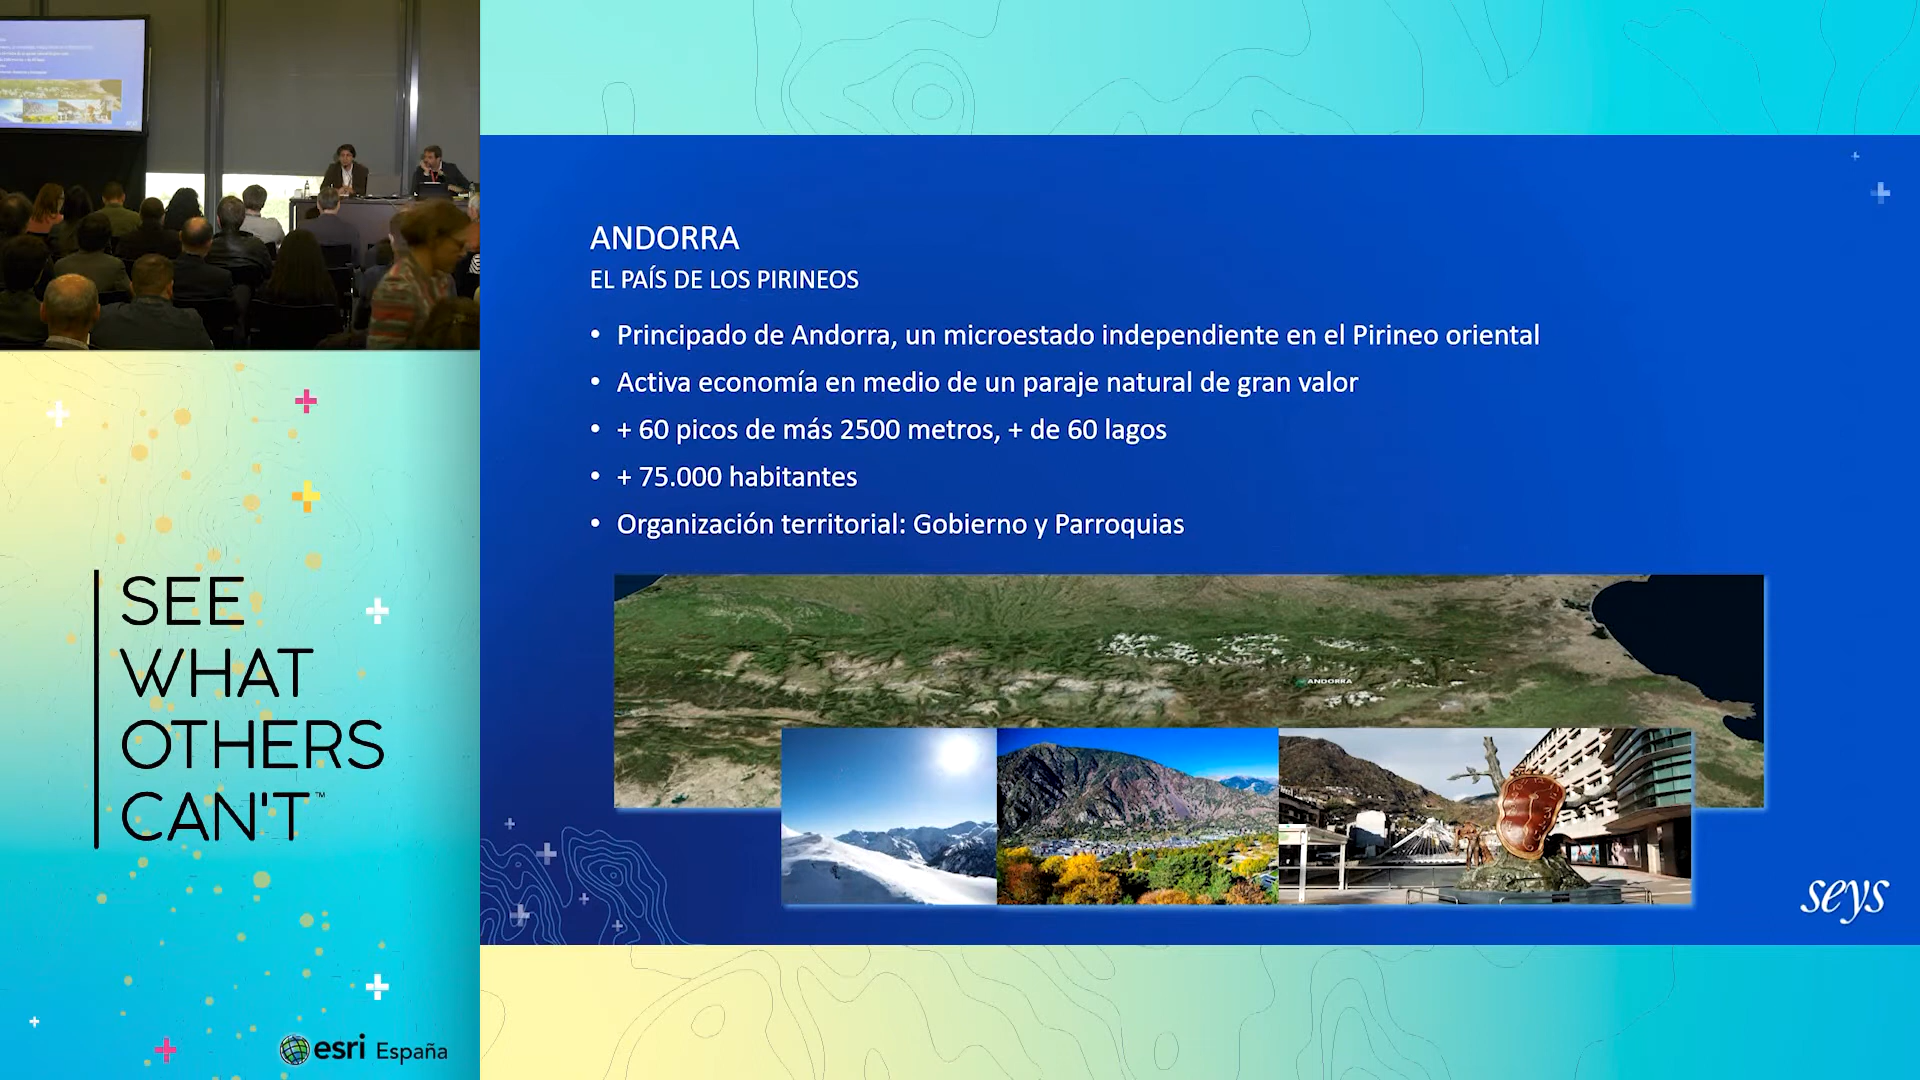 SEE
WHAT
OTHERS
CAN'T™
esri España
ANDORRA
EL PAÍS DE LOS PIRINEOS
• Principado de Andorra, un microestado independiente en el Pirineo oriental
• Activa economía en medio de un paraje natural de gran valor
• + 60 picos de más 2500 metros, + de 60 lagos
• + 75.000 habitantes
• Organización territorial: Gobierno y Parroquias
ANDORRA
seys